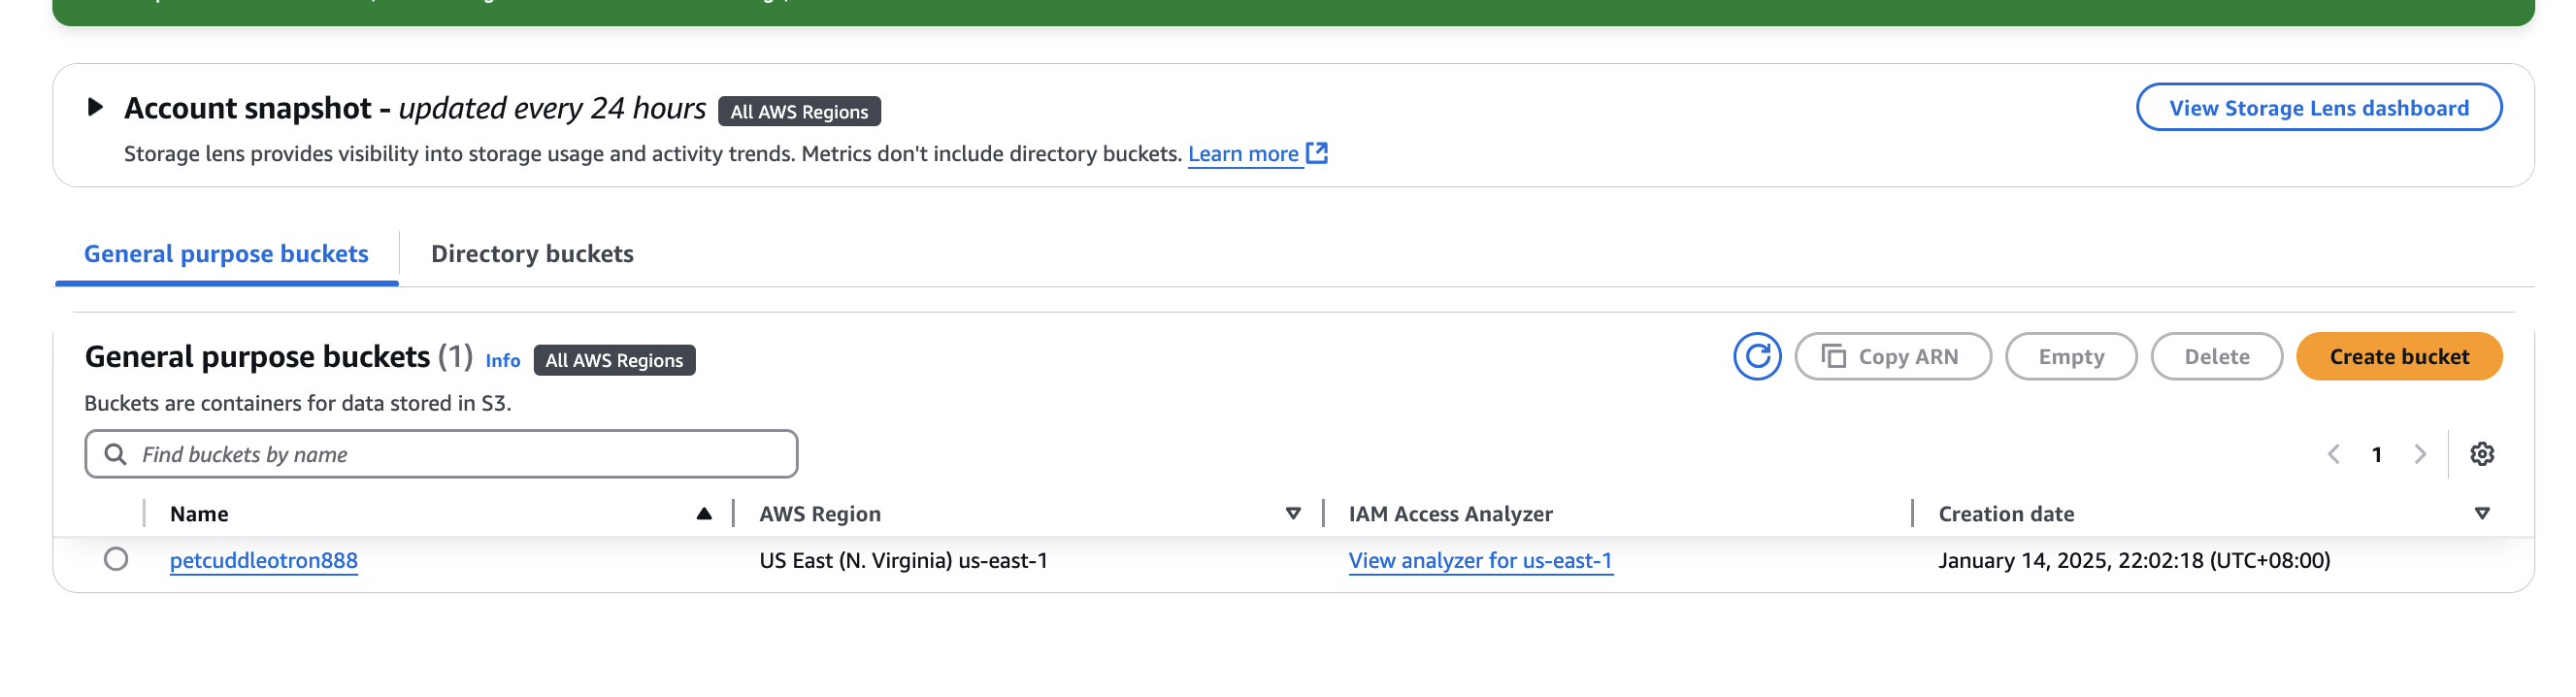 Account snapshot - updated every 24 hours All AWS Regions
View Storage Lens dashboard
Storage lens provides visibility into storage usage and activity trends. Metrics don't include directory buckets. Learn more
General purpose buckets Directory buckets
General purpose buckets (1) Info All AWS Regions
Copy ARN Empty Delete Create bucket
Buckets are containers for data stored in S3.
Find buckets by name
1
Name AWS Region IAM Access Analyzer Creation date
petcuddleotron888 US East (N. Virginia) us-east-1 View analyzer for us-east-1 January 14, 2025, 22:02:18 (UTC+08:00)